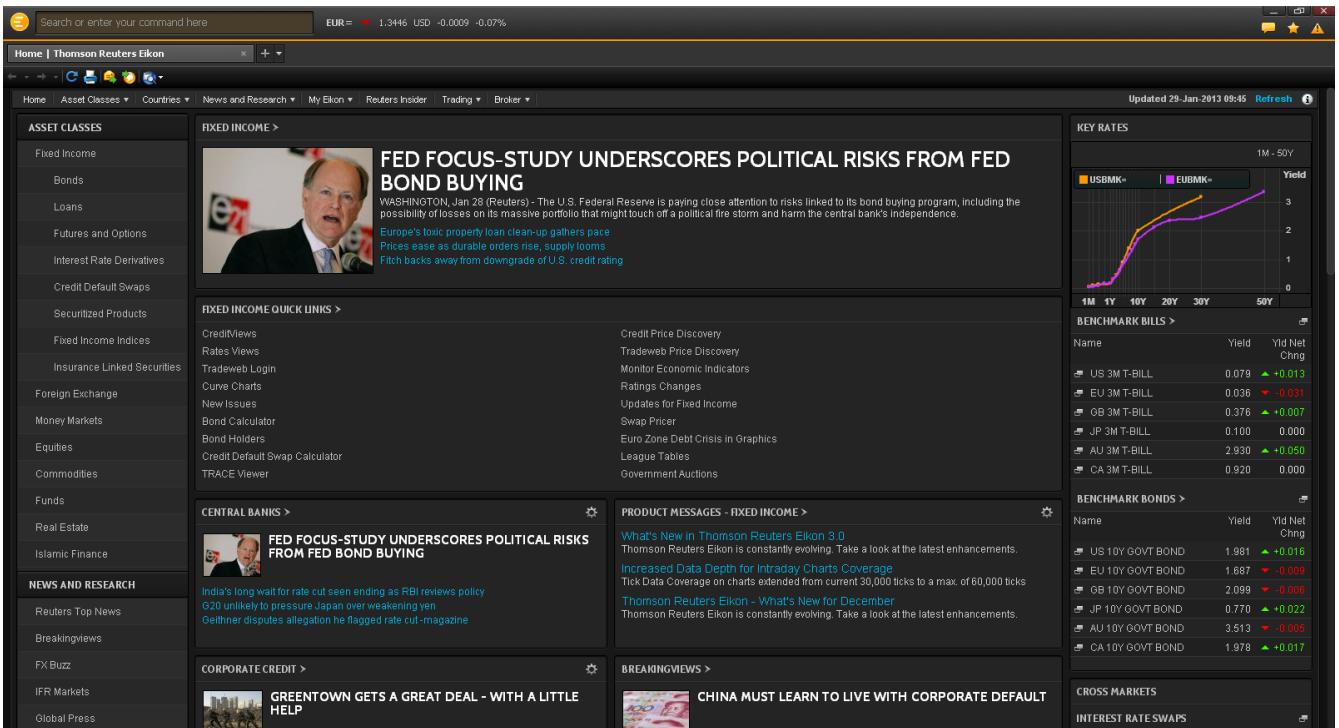 Search or enter your command here
EUR= 1.3446 USD -0.0009 -0.07%
Home | Thomson Reuters Eikon
Home Asset Classes Countries News and Research My Eikon Reuters Insider Trading Broker
Updated 29-Jan-2013 09:45 Refresh
ASSET CLASSES
Fixed Income
Bonds
Loans
Futures and Options
Interest Rate Derivatives
Credit Default Swaps
Securitized Products
Fixed Income Indices
Insurance Linked Securities
Foreign Exchange
Money Markets
Equities
Commodities
Funds
Real Estate
Islamic Finance
NEWS AND RESEARCH
Reuters Top News
Breakingviews
FX Buzz
IFR Markets
Global Press
FIXED INCOME >
FED FOCUS-STUDY UNDERSCORES POLITICAL RISKS FROM FED
BOND BUYING
WASHINGTON, Jan 28 (Reuters) - The U.S. Federal Reserve is paying close attention to risks linked to its bond buying program, including the
possibility of losses on its massive portfolio that might touch off a political fire storm and harm the central bank's independence.
Europe's toxic property loan clean-up gathers pace
Prices ease as durable orders rise, supply looms
Fitch backs away from downgrade of U.S. credit rating
e21
FIXED INCOME QUICK LINKS >
CreditViews
Rates Views
Tradeweb Login
Curve Charts
New Issues
Bond Calculator
Bond Holders
Credit Default Swap Calculator
TRACE Viewer
Credit Price Discovery
Tradeweb Price Discovery
Monitor Economic Indicators
Ratings Changes
Updates for Fixed Income
Swap Pricer
Euro Zone Debt Crisis in Graphics
League Tables
Government Auctions
CENTRAL BANKS >
FED FOCUS-STUDY UNDERSCORES POLITICAL RISKS
FROM FED BOND BUYING
India's long wait for rate cut seen ending as RBI reviews policy
G20 unlikely to pressure Japan over weakening yen
Geithner disputes allegation he flagged rate cut -magazine
PRODUCT MESSAGES - FIXED INCOME >
What's New in Thomson Reuters Eikon 3.0
Thomson Reuters Eikon is constantly evolving. Take a look at the latest enhancements.
Increased Data Depth for Intraday Charts Coverage
Tick Data Coverage on charts extended from current 30,000 ticks to a max. of 60,000 ticks
Thomson Reuters Eikon - What's New for December
Thomson Reuters Eikon is constantly evolving. Take a look at the latest enhancements.
CORPORATE CREDIT >
GREENTOWN GETS A GREAT DEAL - WITH A LITTLE
HELP
BREAKINGVIEWS >
CHINA MUST LEARN TO LIVE WITH CORPORATE DEFAULT
100
KEY RATES
1M - 50Y
USBMK= EUBMK= Yield
3
2
1
0
1M 1Y 10Y 20Y 30Y 50Y
BENCHMARK BILLS >
Name Yield Yld Net
Chng
US 3M T-BILL 0.079 +0.013
EU 3M T-BILL 0.036 -0.031
GB 3M T-BILL 0.376 +0.007
JP 3M T-BILL 0.100 0.000
AU 3M T-BILL 2.930 +0.050
CA 3M T-BILL 0.920 0.000
BENCHMARK BONDS >
Name Yield Yld Net
Chng
US 10Y GOVT BOND 1.981 +0.016
EU 10Y GOVT BOND 1.687 -0.009
GB 10Y GOVT BOND 2.099 -0.006
JP 10Y GOVT BOND 0.770 +0.022
AU 10Y GOVT BOND 3.513 -0.005
CA 10Y GOVT BOND 1.978 +0.017
CROSS MARKETS
INTEREST RATE SWAPS